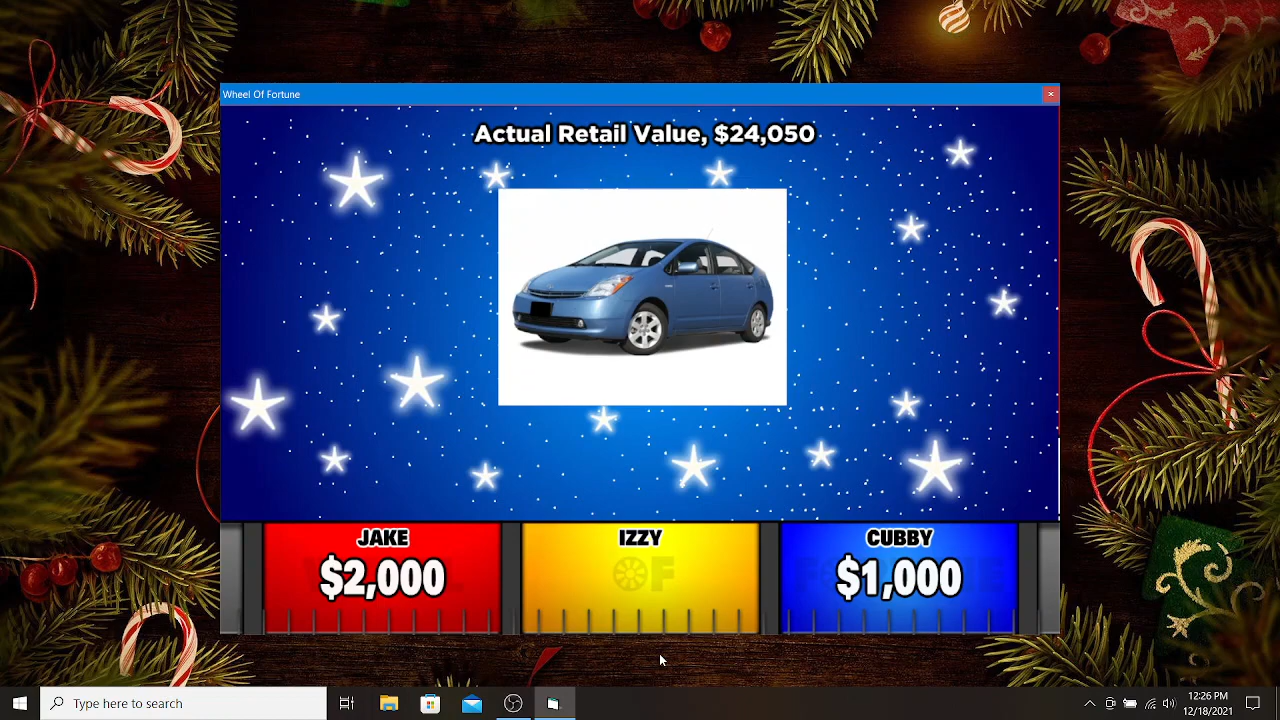 Wheel Of Fortune
Actual Retail Value, $24,050
JAKE
$2,000
IZZY
OF
CUBBY
$1,000
Type here to search
12:26 PM
12/18/2021